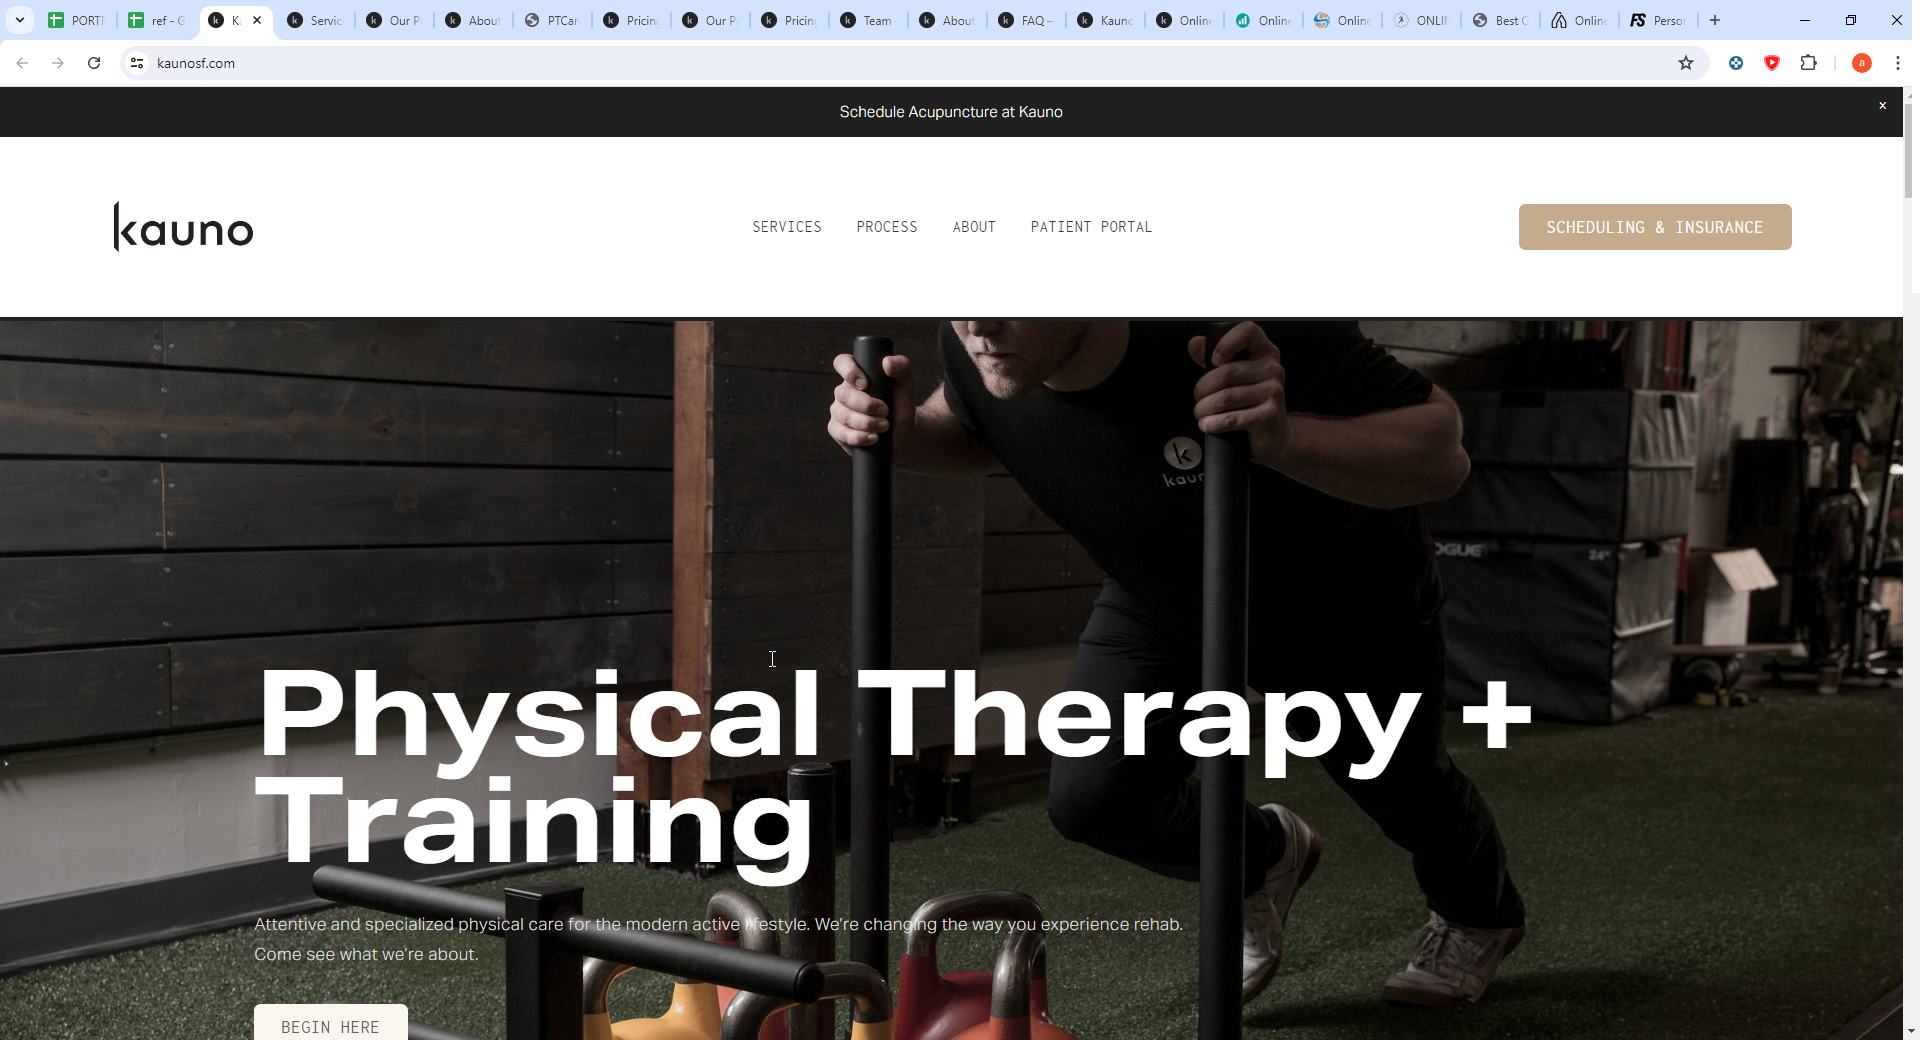 PORTF
ref - G
K
Servic
Our P
About
PTCar
Pricin
Our P
Pricin
Team
About
FAQ –
Kauno
Online
Online
Online
ONLIN
Best C
Online
FS Perso
kaunosf.com
a
Schedule Acupuncture at Kauno
kauno
SERVICES
PROCESS
ABOUT
PATIENT PORTAL
SCHEDULING & INSURANCE
k
kaun
OGUE
24"
Physical Therapy +
Training
Attentive and specialized physical care for the modern active lifestyle. We're changing the way you experience rehab.
Come see what we're about.
BEGIN HERE